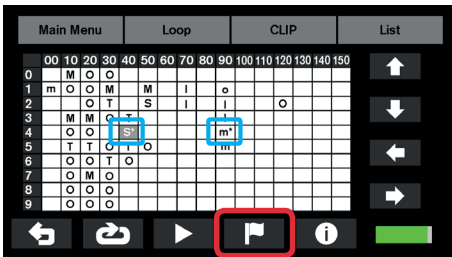 Main Menu Loop CLIP List
00 10 20 30 40 50 60 70 80 90 100 110 120 130 140 150
0 M O O
1 m O O M M I o
2 O T S I I O
3 M M O T
4 O O S* m*
5 T T O T O m
6 O O T O
7 O M O
8 O O O
9 O O O
i